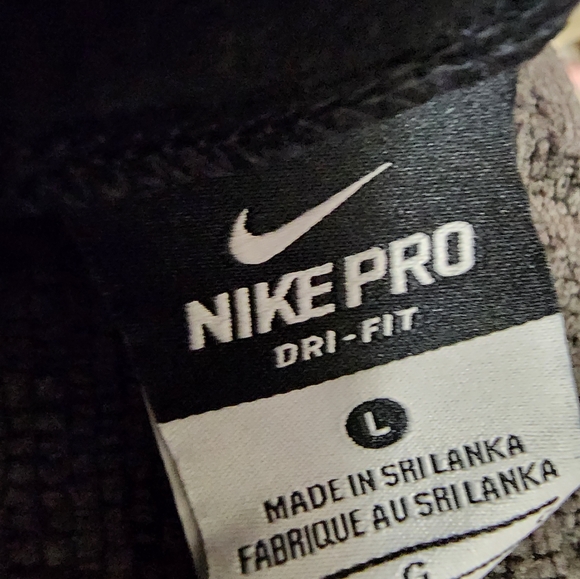 NIKE PRO
DRI-FIT
L
MADE IN SRI LANKA
FABRIQUE AU SRI LANKA